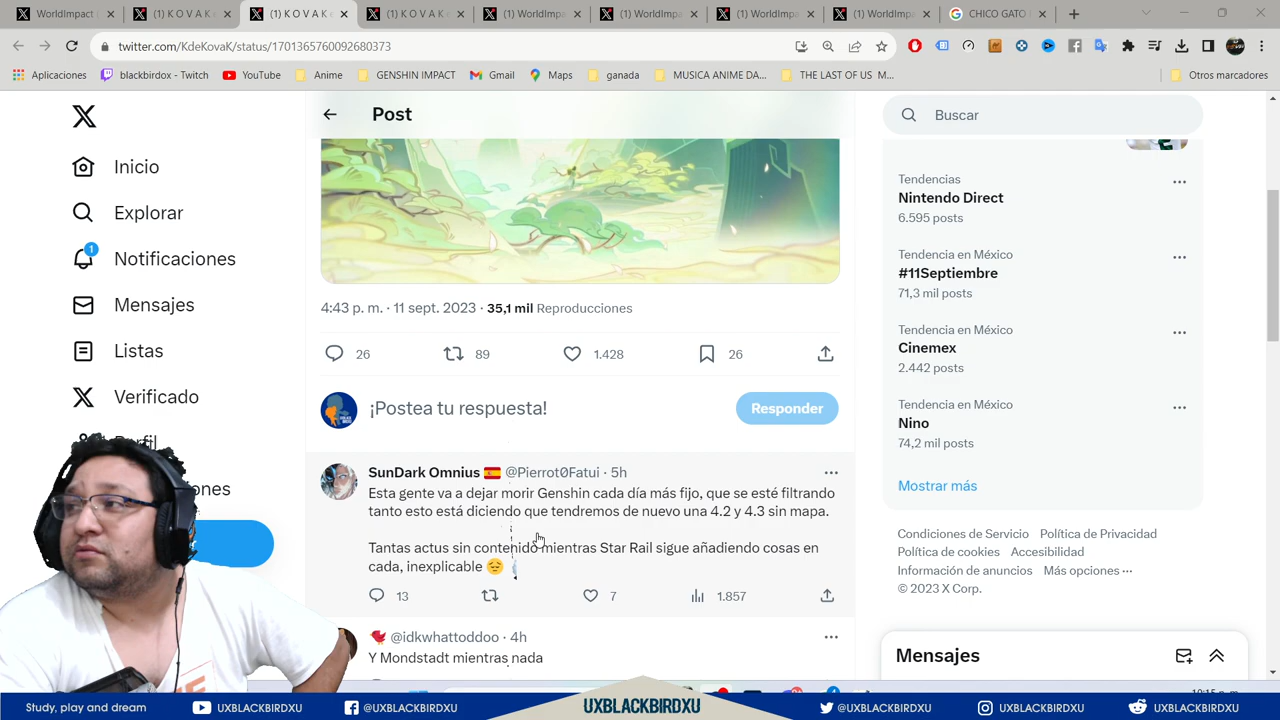 WorldImpact
(1) K O V A K e
(1) K O V A K e
(1) K O V A K e
(1) WorldImpa
(1) WorldImpa
(1) WorldImpa
(1) WorldImpa
CHICO GATO
twitter.com/KdeKovaK/status/1701365760092680373
Aplicaciones
blackbirdox - Twitch
YouTube
Anime
GENSHIN IMPACT
Gmail
Maps
ganada
MUSICA ANIME DA...
THE LAST OF US M...
Otros marcadores
Inicio
Explorar
1
Notificaciones
Mensajes
Listas
Verificado
Perfil
Post
4:43 p. m. · 11 sept. 2023 · 35,1 mil Reproducciones
26
89
1.428
26
¡Postea tu respuesta!
Responder
SunDark Omnius 🇪🇸 @Pierrot0Fatui · 5h
Esta gente va a dejar morir Genshin cada día más fijo, que se esté filtrando
tanto esto está diciendo que tendremos de nuevo una 4.2 y 4.3 sin mapa.
Tantas actus sin contenido mientras Star Rail sigue añadiendo cosas en
cada, inexplicable 😔
13
7
1.857
@idkwhattoddoo · 4h
Y Mondstadt mientras nada
Buscar
Tendencias
Nintendo Direct
6.595 posts
Tendencia en México
#11Septiembre
71,3 mil posts
Tendencia en México
Cinemex
2.442 posts
Tendencia en México
Nino
74,2 mil posts
Mostrar más
Condiciones de Servicio Política de Privacidad
Política de cookies Accesibilidad
Información de anuncios Más opciones ···
© 2023 X Corp.
Mensajes
Study, play and dream
UXBLACKBIRDXU
@UXBLACKBIRDXU
UXBLACKBIRDXU
@UXBLACKBIRDXU
UXBLACKBIRDXU
UXBLACKBIRDXU